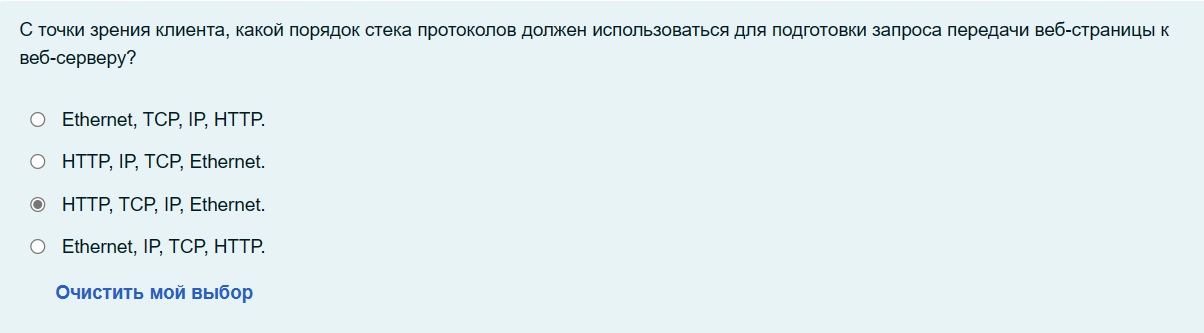 С точки зрения клиента, какой порядок стека протоколов должен использоваться для подготовки запроса передачи веб-страницы к
веб-серверу?
Ethernet, TCP, IP, HTTP.
HTTP, IP, TCP, Ethernet.
HTTP, TCP, IP, Ethernet.
Ethernet, IP, TCP, HTTP.
Очистить мой выбор